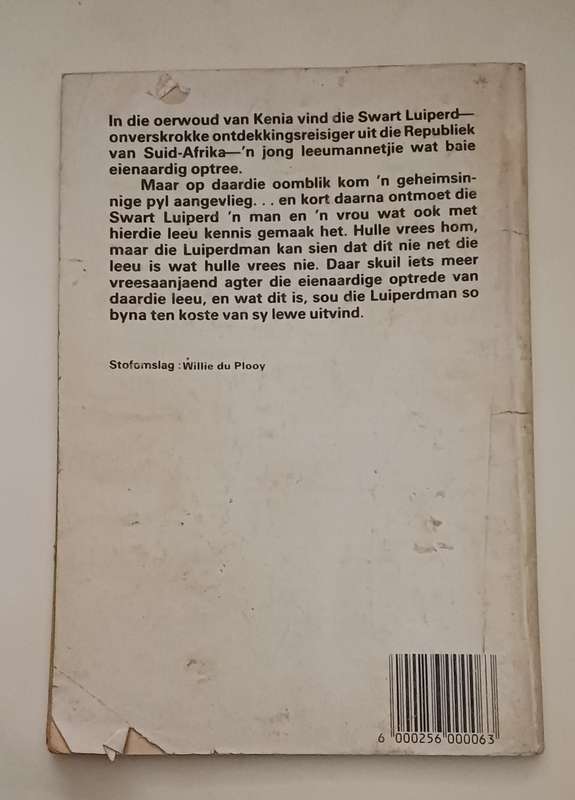 In die oerwoud van Kenia vind die Swart Luiperd—
onverskrokke ontdekkingsreisiger uit die Republiek
van Suid-Afrika—'n jong leeumannetjie wat baie
eienaardig optree.
Maar op daardie oomblik kom 'n geheimsin-
nige pyl aangevlieg. . . en kort daarna ontmoet die
Swart Luiperd 'n man en 'n vrou wat ook met
hierdie leeu kennis gemaak het. Hulle vrees hom,
maar die Luiperdman kan sien dat dit nie net die
leeu is wat hulle vrees nie. Daar skuil iets meer
vreesaanjaend agter die eienaardige optrede van
daardie leeu, en wat dit is, sou die Luiperdman so
byna ten koste van sy lewe uitvind.
Stofomslag : Willie du Plooy
6 000256 000063